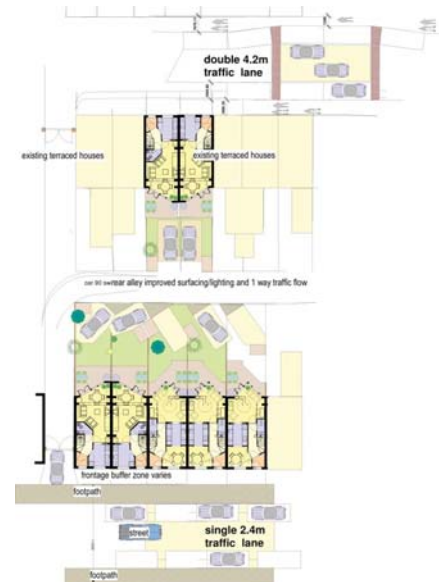 double 4.2m
traffic lane
existing terraced houses
existing terraced houses
rear alley improved surfacing/lighting and 1 way traffic flow
frontage buffer zone varies
footpath
street
single 2.4m
traffic lane
footpath